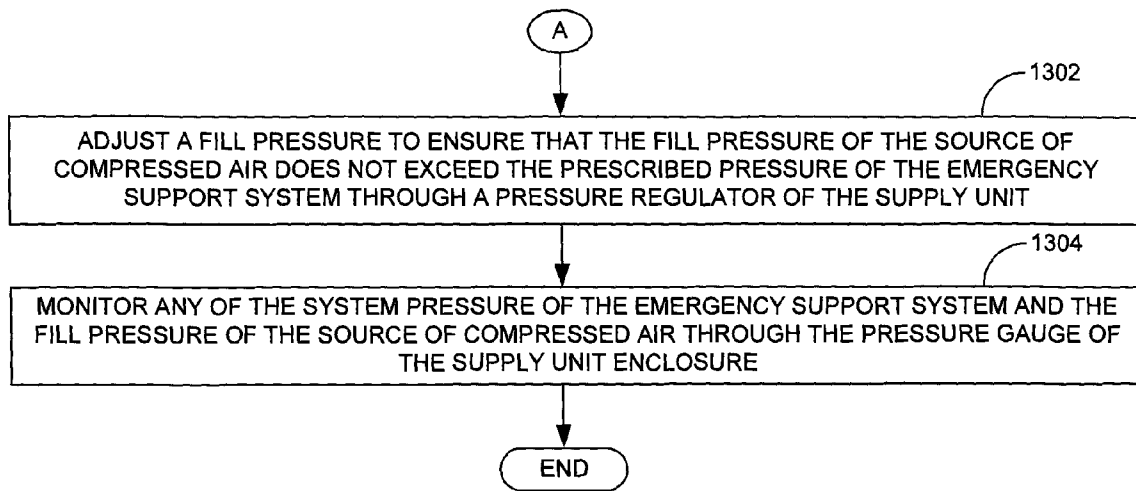 A
1302
ADJUST A FILL PRESSURE TO ENSURE THAT THE FILL PRESSURE OF THE SOURCE OF
COMPRESSED AIR DOES NOT EXCEED THE PRESCRIBED PRESSURE OF THE EMERGENCY
SUPPORT SYSTEM THROUGH A PRESSURE REGULATOR OF THE SUPPLY UNIT
1304
MONITOR ANY OF THE SYSTEM PRESSURE OF THE EMERGENCY SUPPORT SYSTEM AND THE
FILL PRESSURE OF THE SOURCE OF COMPRESSED AIR THROUGH THE PRESSURE GAUGE OF
THE SUPPLY UNIT ENCLOSURE
END